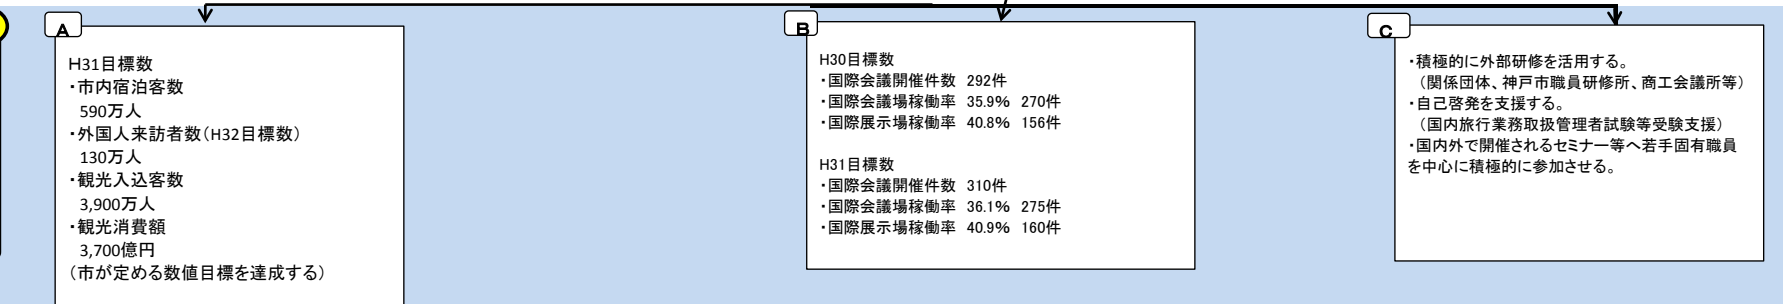 A
H31目標数
・市内宿泊客数
590万人
・外国人来訪者数(H32目標数)
130万人
・観光入込客数
3,900万人
・観光消費額
3,700億円
(市が定める数値目標を達成する)
B
H30目標数
・国際会議開催件数 292件
・国際会議場稼働率 35.9% 270件
・国際展示場稼働率 40.8% 156件
H31目標数
・国際会議開催件数 310件
・国際会議場稼働率 36.1% 275件
・国際展示場稼働率 40.9% 160件
C
・積極的に外部研修を活用する。
(関係団体、神戸市職員研修所、商工会議所等)
・自己啓発を支援する。
(国内旅行業務取扱管理者試験等受験支援)
・国内外で開催されるセミナー等へ若手固有職員
を中心に積極的に参加させる。